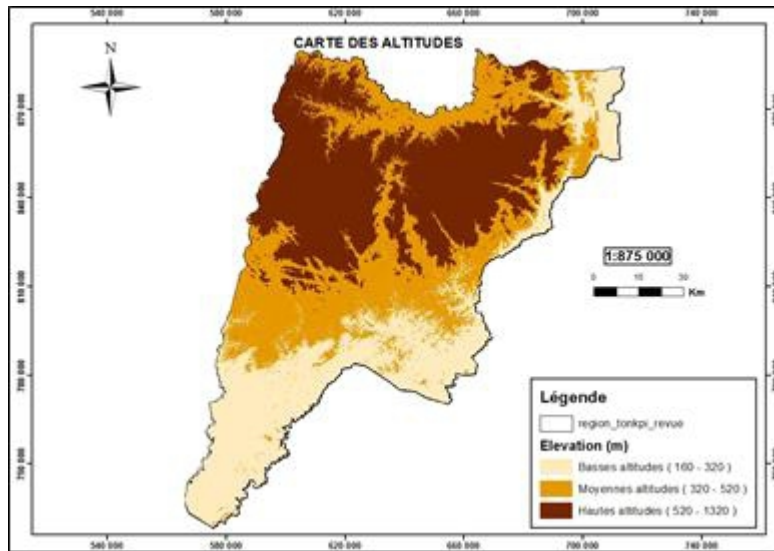 540 000 580 000 620 000 660 000 700 000 740 000
CARTE DES ALTITUDES
N
870 000
840 000
810 000
780 000
750 000
1:875 000
0 15 30
Km
Légende
region_tonkpi_revue
Elevation (m)
Basses altitudes ( 160 - 320 )
Moyennes altitudes ( 320 - 520 )
Hautes altitudes ( 520 - 1320 )
540 000 580 000 620 000 660 000 700 000 740 000